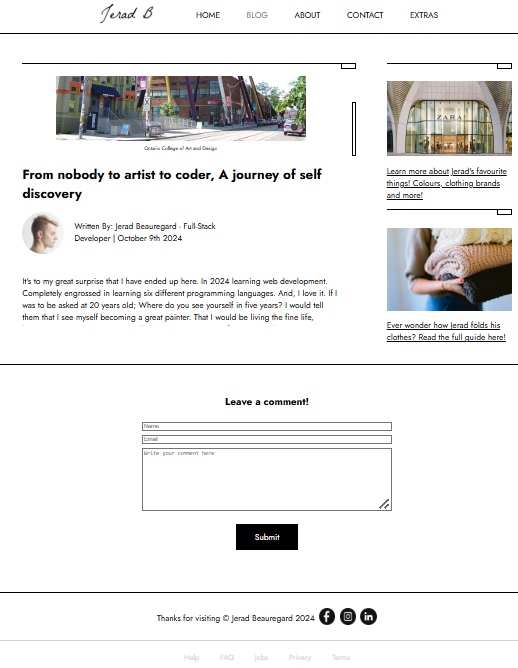 Jerad B
HOME
BLOG
ABOUT
CONTACT
EXTRAS
Ontario College of Art and Design
From nobody to artist to coder, A journey of self
discovery
Written By: Jerad Beauregard - Full-Stack
Developer | October 9th 2024
It's to my great surprise that I have ended up here. In 2024 learning web development.
Completely engrossed in learning six different programming languages. And, I love it. If I
was to be asked at 20 years old; Where do you see yourself in five years? I would tell
them that I see myself becoming a great painter. That I would be living the fine life,
ZARA
Learn more about Jerad's favourite
things! Colours, clothing brands
and more!
Ever wonder how Jerad folds his
clothes? Read the full guide here!
Leave a comment!
Name
Email
Write your comment here
Submit
Thanks for visiting © Jerad Beauregard 2024
Help
FAQ
Jobs
Privacy
Terms